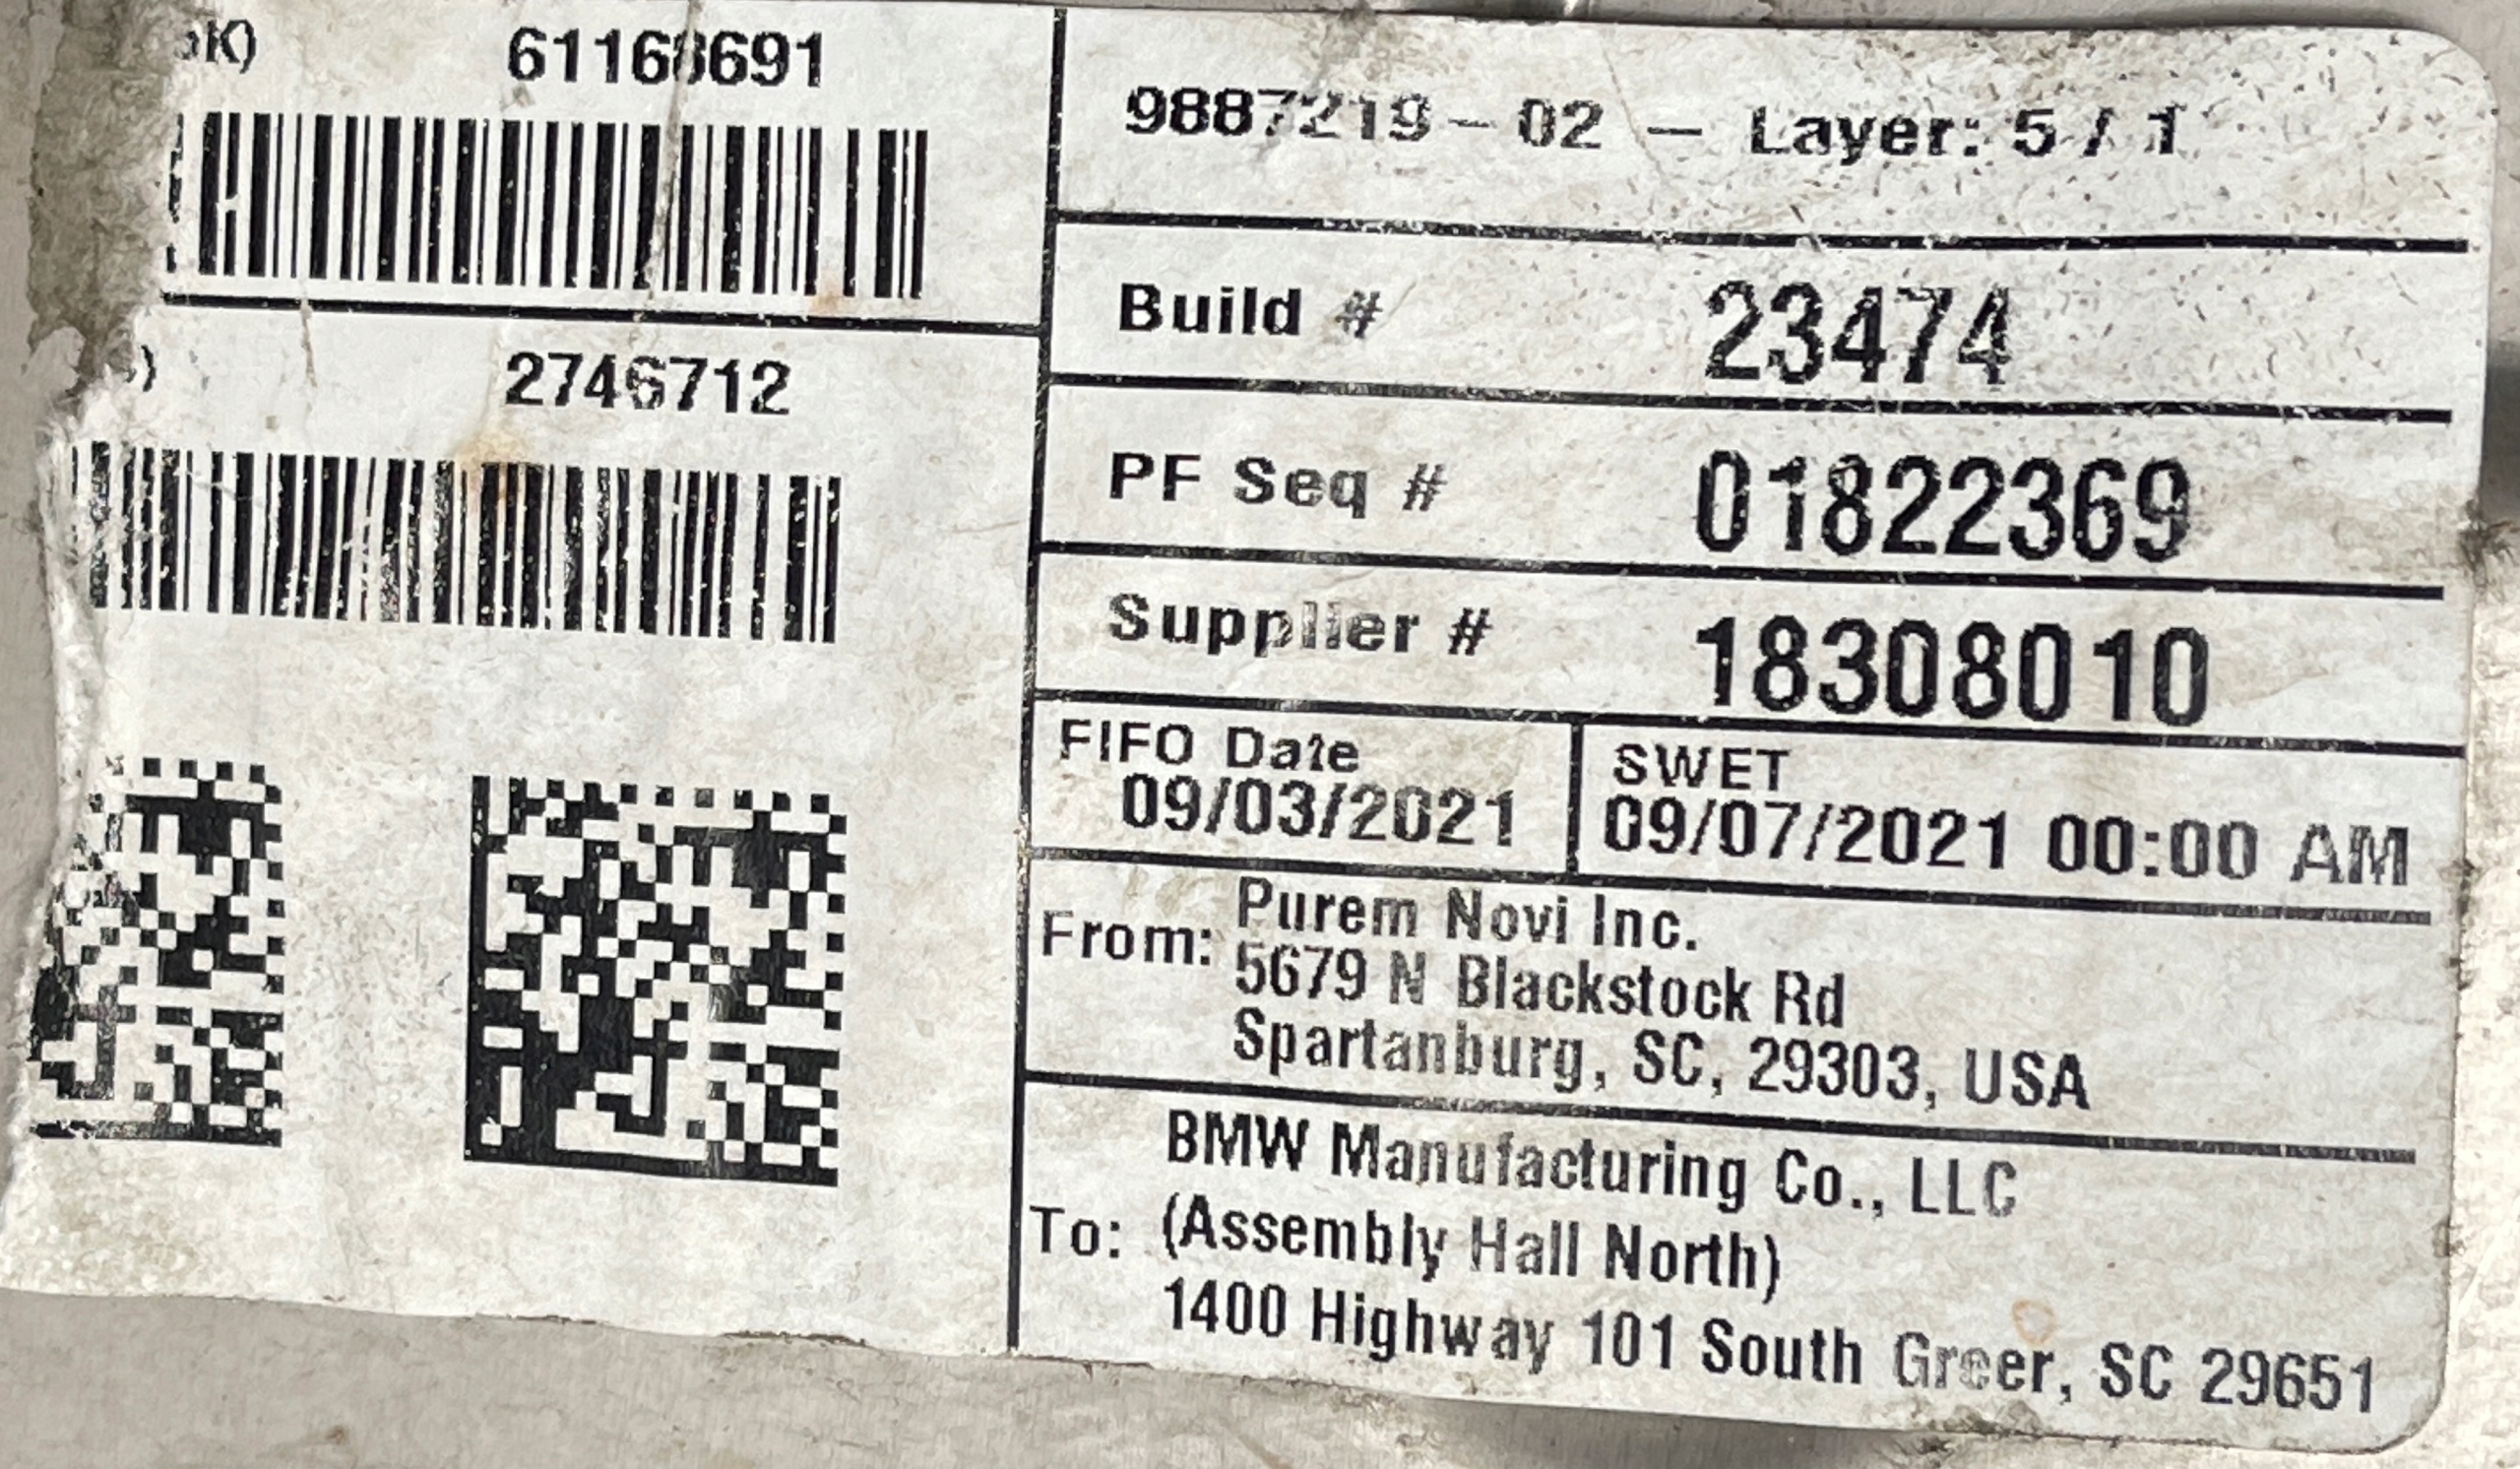 61168691
2746712
9887219-02 - Layer: 5 / 1
Build # 23474
PF Seq # 01822369
Supplier # 18308010
FIFO Date
09/03/2021
SWET
09/07/2021 00:00 AM
From: Purem Novi Inc.
5679 N Blackstock Rd
Spartanburg, SC, 29303, USA
To: BMW Manufacturing Co., LLC
(Assembly Hall North)
1400 Highway 101 South Greer, SC 29651